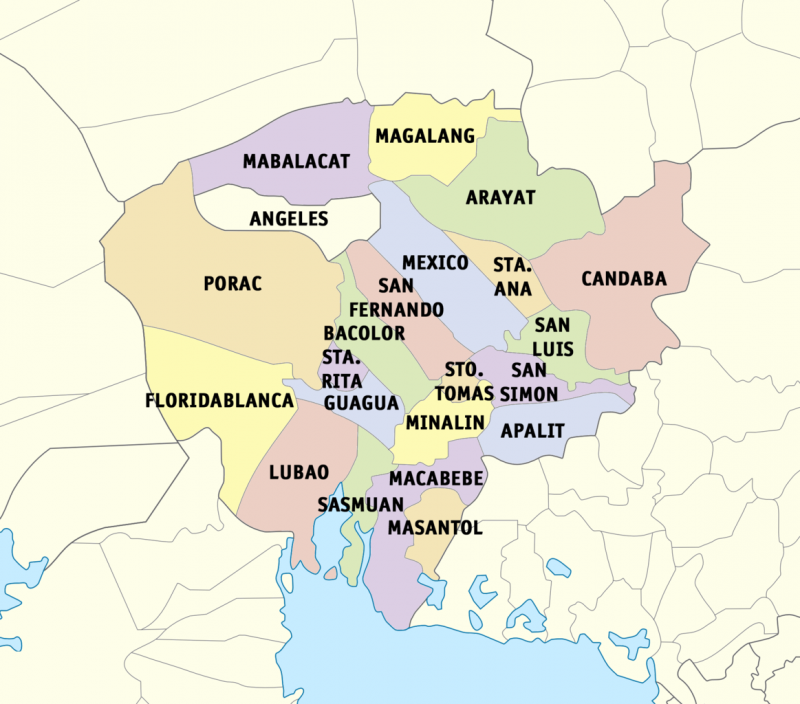 MAGALANG
MABALACAT
ARAYAT
ANGELES
MEXICO
STA.
ANA
CANDABA
PORAC
SAN
FERNANDO
BACOLOR
SAN
LUIS
STA.
RITA
STO.
TOMAS
SAN
SIMON
FLORIDABLANCA
GUAGUA
MINALIN
APALIT
LUBAO
MACABEBE
SASMUAN
MASANTOL